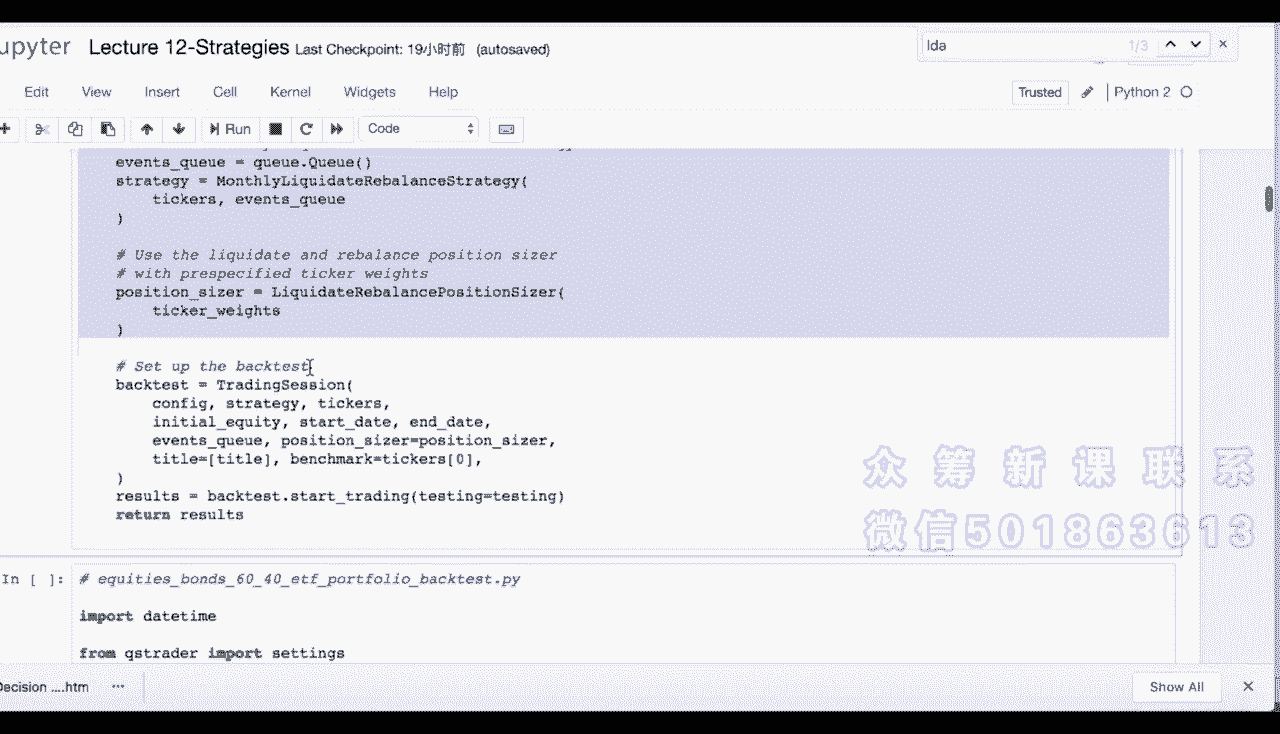 upyter Lecture 12-Strategies Last Checkpoint: 19小时前 (autosaved)
lda 1/3
Edit View Insert Cell Kernel Widgets Help
Trusted Python 2
Run Code
events_queue = queue.Queue()
strategy = MonthlyLiquidateRebalanceStrategy(
tickers, events_queue
)
# Use the liquidate and rebalance position sizer
# with prespecified ticker weights
position_sizer = LiquidateRebalancePositionSizer(
ticker_weights
)
# Set up the backtest
backtest = TradingSession(
config, strategy, tickers,
initial_equity, start_date, end_date,
events_queue, position_sizer=position_sizer,
title=[title], benchmark=tickers[0],
)
results = backtest.start_trading(testing=testing)
return results
众筹新课联系
微信501863613
In [ ]: # equities_bonds_60_40_etf_portfolio_backtest.py
import datetime
from qstrader import settings
Decision ....htm
Show All